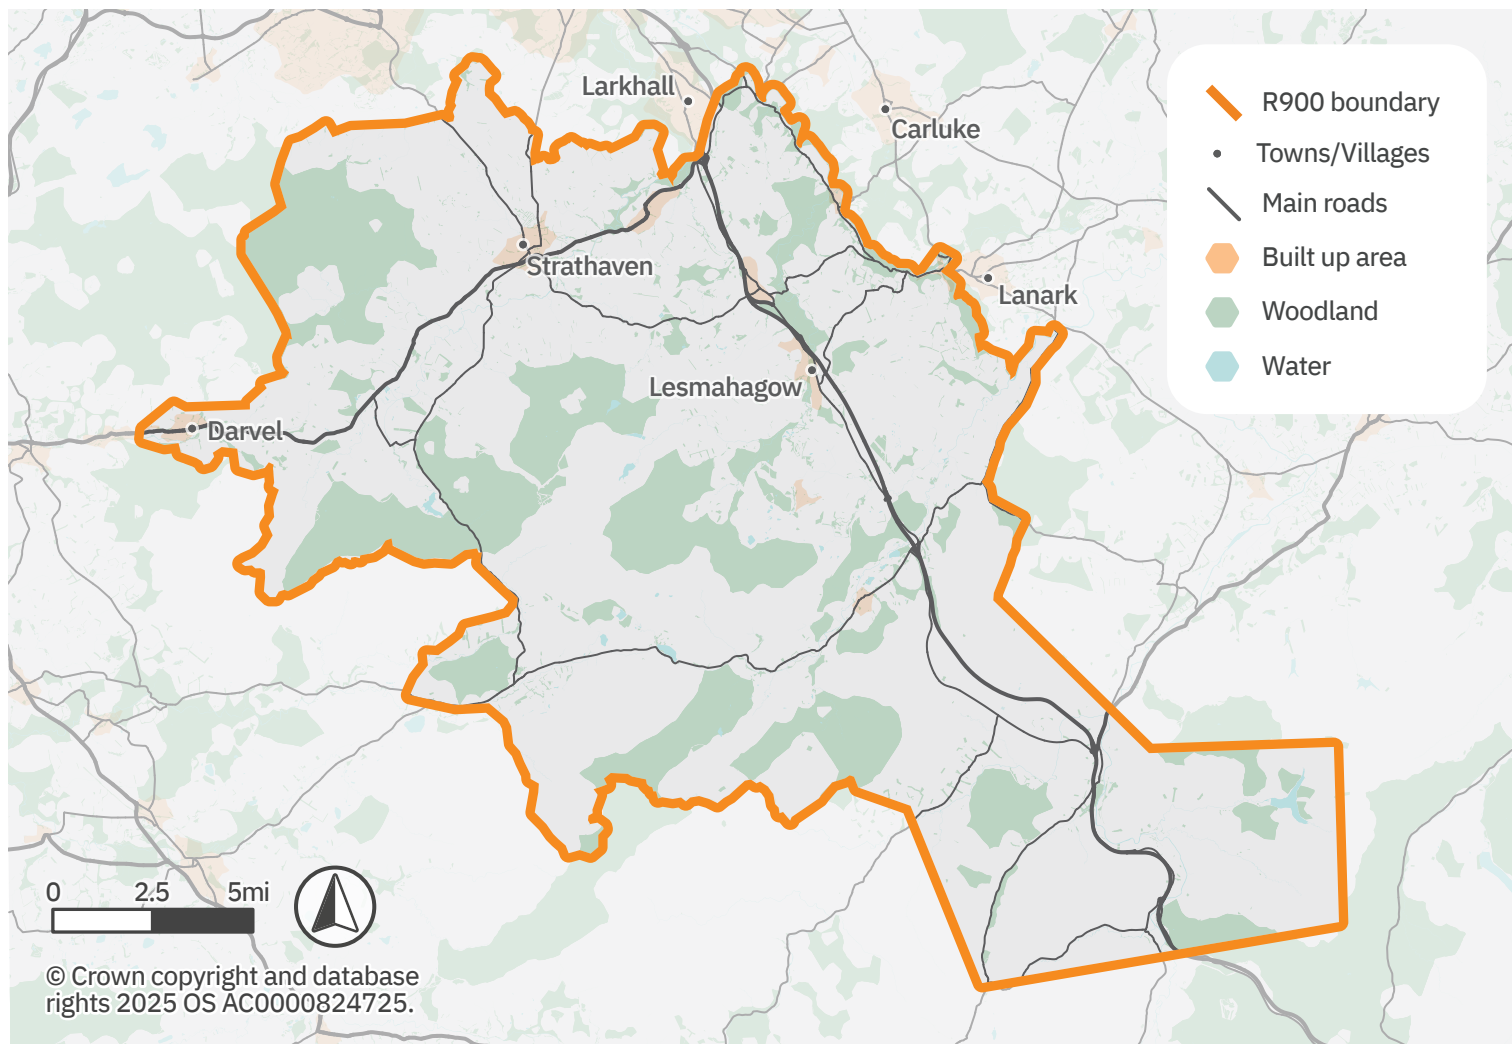 Larkhall
Carluke
Strathaven
Lanark
Lesmahagow
Darvel
R900 boundary
Towns/Villages
Main roads
Built up area
Woodland
Water
0 2.5 5mi
© Crown copyright and database
rights 2025 OS AC0000824725.